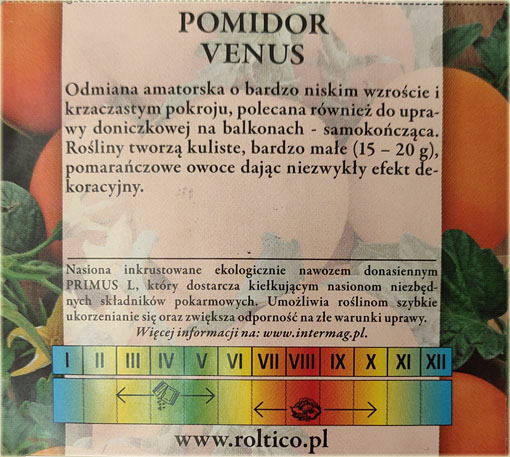 POMIDOR
VENUS
Odmiana amatorska o bardzo niskim wzroście i
krzaczastym pokroju, polecana również do upra-
wy doniczkowej na balkonach - samokończąca.
Rośliny tworzą kuliste, bardzo małe (15 – 20 g),
pomarańczowe owoce dając niezwykły efekt de-
koracyjny.
Nasiona inkrustowane ekologicznie nawozem donasiennym
PRIMUS L, który dostarcza kiełkującym nasionom niezbęd-
nych składników pokarmowych. Umożliwia roślinom szybkie
ukorzenianie się oraz zwiększa odporność na złe warunki uprawy.
Więcej informacji na: www.intermag.pl.
I II III IV V VI VII VIII IX X XI XII
www.roltico.pl